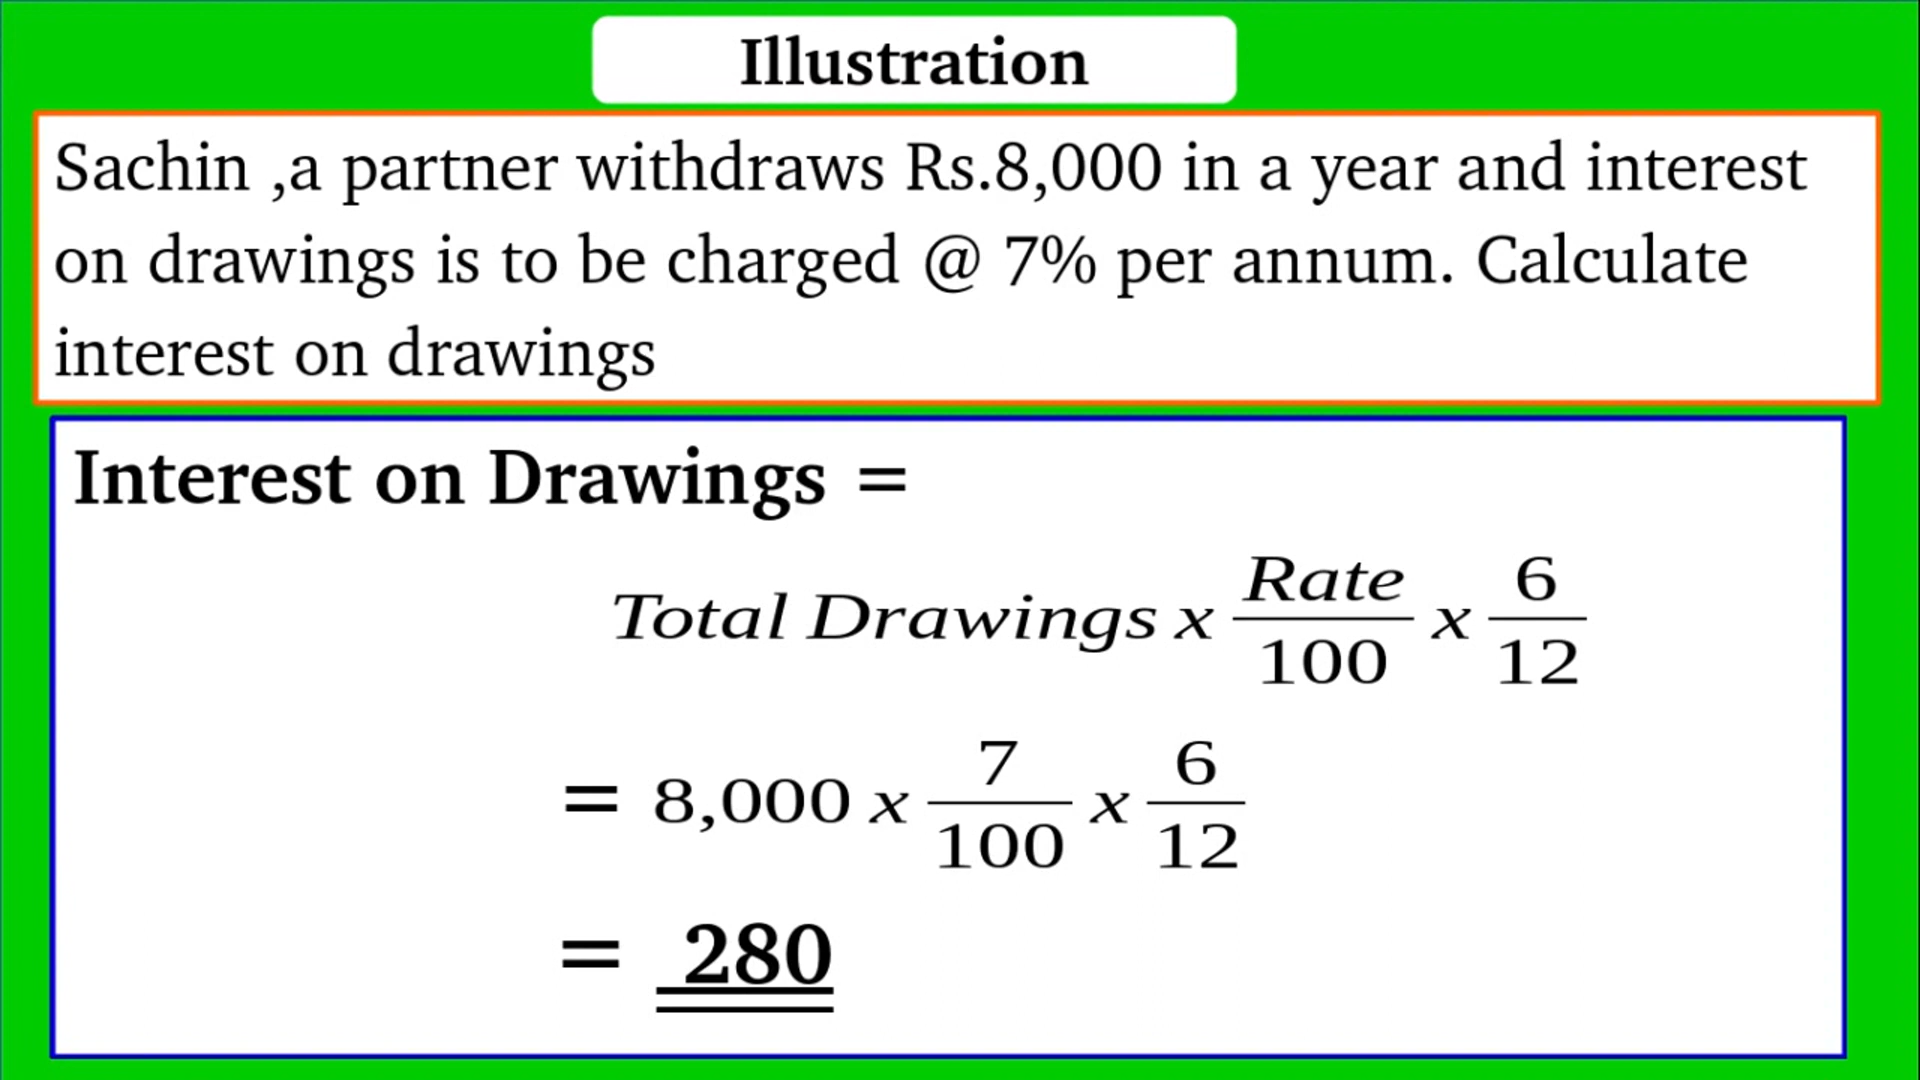 Illustration
Sachin ,a partner withdraws Rs.8,000 in a year and interest
on drawings is to be charged @ 7% per annum. Calculate
interest on drawings
Interest on Drawings =
Total Drawings x Rate/100 x 6/12
= 8,000 x 7/100 x 6/12
= 280